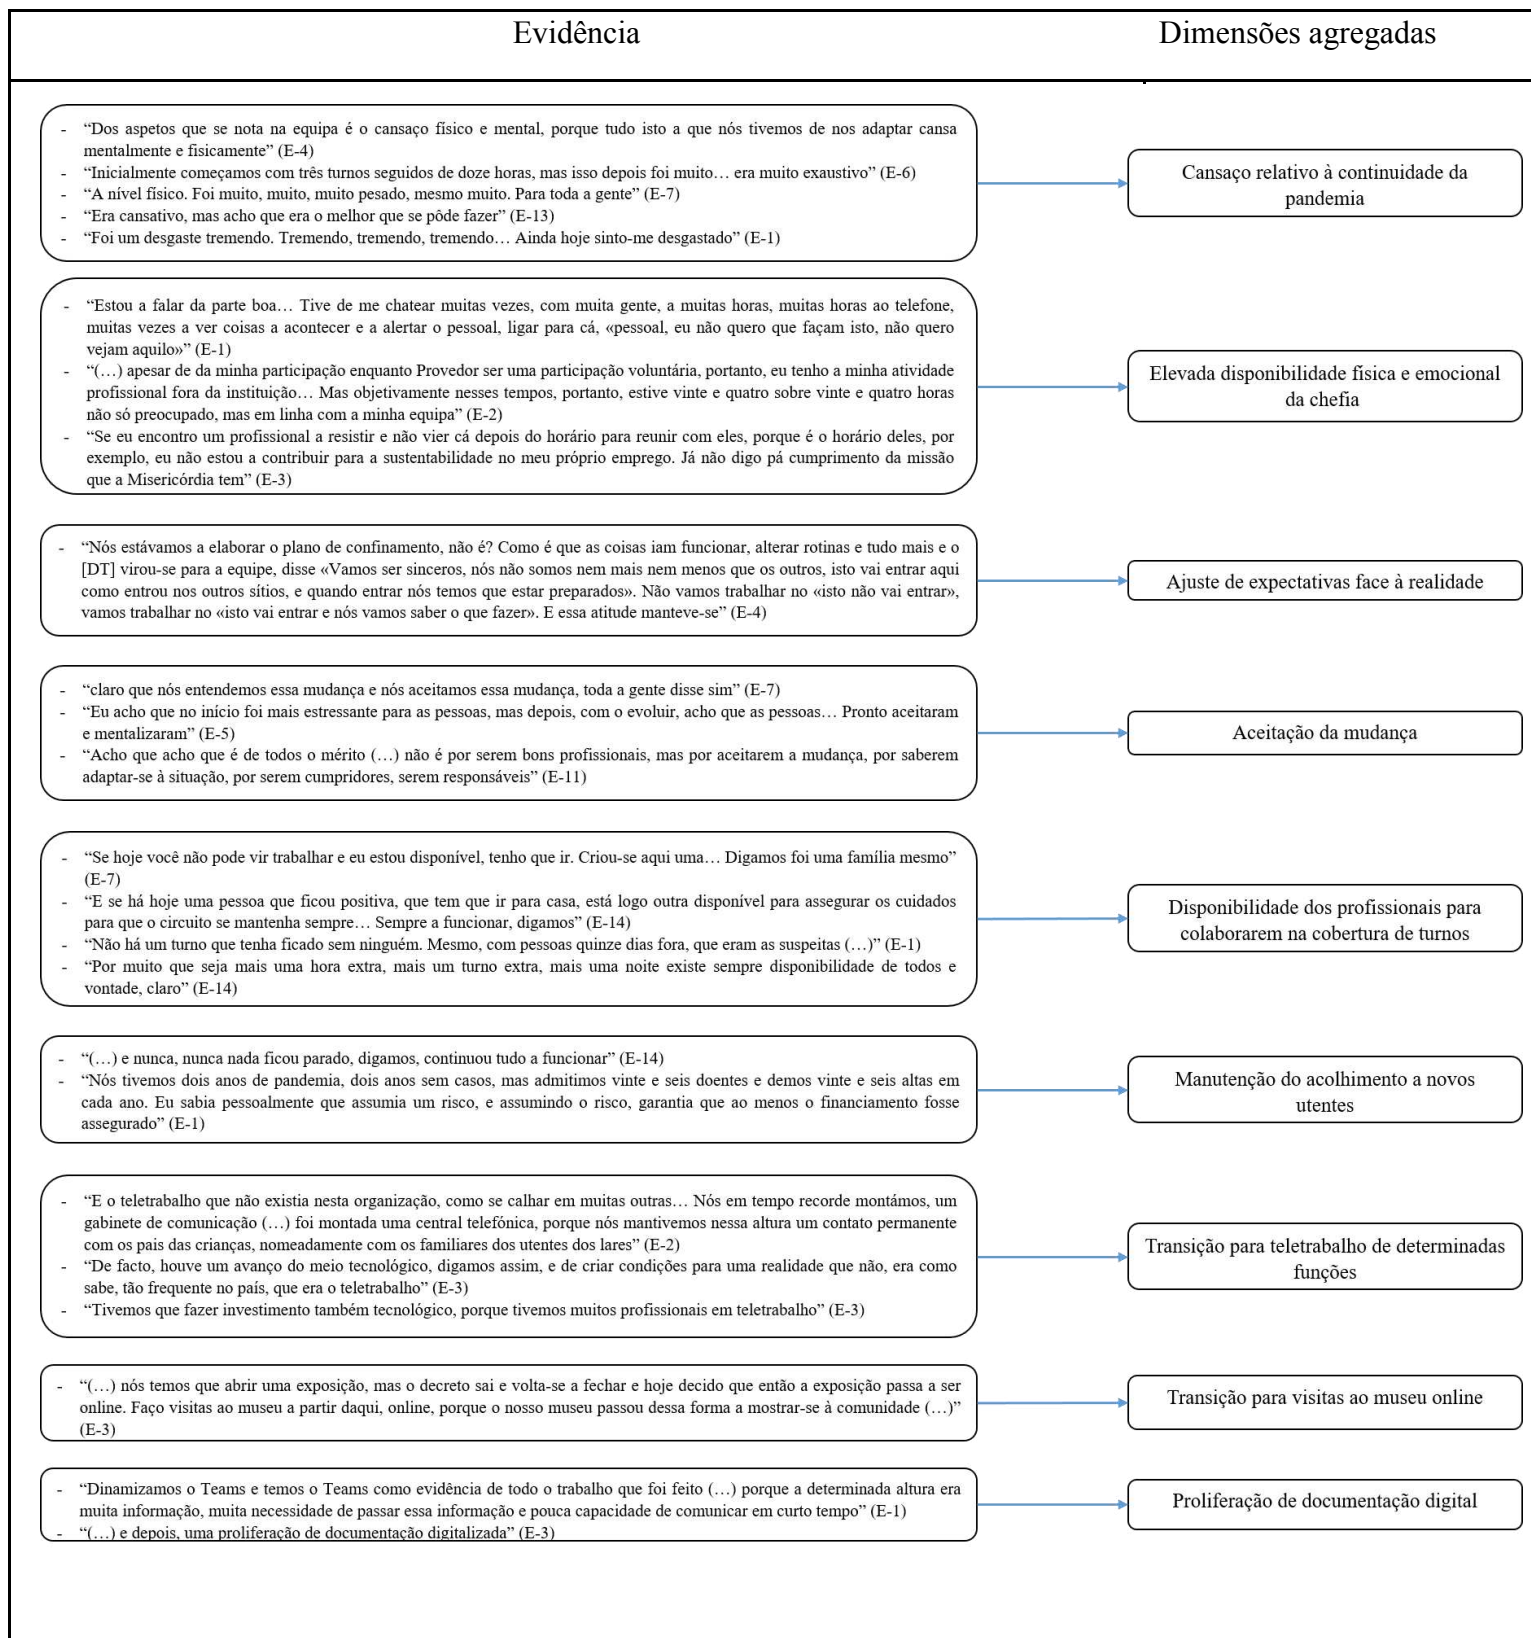 Evidência
Dimensões agregadas
- “Dos aspetos que se nota na equipa é o cansaço físico e mental, porque tudo isto a que nós tivemos de nos adaptar cansa
mentalmente e fisicamente” (E-4)
- “Inicialmente começamos com três turnos seguidos de doze horas, mas isso depois foi muito… era muito exaustivo” (E-6)
- “A nível físico. Foi muito, muito, muito pesado, mesmo muito. Para toda a gente” (E-7)
- “Era cansativo, mas acho que era o melhor que se pôde fazer” (E-13)
- “Foi um desgaste tremendo. Tremendo, tremendo, tremendo… Ainda hoje sinto-me desgastado” (E-1)
Cansaço relativo à continuidade da
pandemia
- “Estou a falar da parte boa… Tive de me chatear muitas vezes, com muita gente, a muitas horas, muitas horas ao telefone,
muitas vezes a ver coisas a acontecer e a alertar o pessoal, ligar para cá, «pessoal, eu não quero que façam isto, não quero
vejam aquilo»” (E-1)
- “(…) apesar de da minha participação enquanto Provedor ser uma participação voluntária, portanto, eu tenho a minha atividade
profissional fora da instituição… Mas objetivamente nesses tempos, portanto, estive vinte e quatro sobre vinte e quatro horas
não só preocupado, mas em linha com a minha equipa” (E-2)
- “Se eu encontro um profissional a resistir e não vier cá depois do horário para reunir com eles, porque é o horário deles, por
exemplo, eu não estou a contribuir para a sustentabilidade no meu próprio emprego. Já não digo pá cumprimento da missão
que a Misericórdia tem” (E-3)
Elevada disponibilidade física e emocional
da chefia
- “Nós estávamos a elaborar o plano de confinamento, não é? Como é que as coisas iam funcionar, alterar rotinas e tudo mais e o
[DT] virou-se para a equipe, disse «Vamos ser sinceros, nós não somos nem mais nem menos que os outros, isto vai entrar aqui
como entrou nos outros sítios, e quando entrar nós temos que estar preparados». Não vamos trabalhar no «isto não vai entrar»,
vamos trabalhar no «isto vai entrar e nós vamos saber o que fazer». E essa atitude manteve-se” (E-4)
Ajuste de expectativas face à realidade
- “claro que nós entendemos essa mudança e nós aceitamos essa mudança, toda a gente disse sim” (E-7)
- “Eu acho que no início foi mais estressante para as pessoas, mas depois, com o evoluir, acho que as pessoas… Pronto aceitaram
e mentalizaram” (E-5)
- “Acho que acho que é de todos o mérito (…) não é por serem bons profissionais, mas por aceitarem a mudança, por saberem
adaptar-se à situação, por serem cumpridores, serem responsáveis” (E-11)
Aceitação da mudança
- “Se hoje você não pode vir trabalhar e eu estou disponível, tenho que ir. Criou-se aqui uma… Digamos foi uma família mesmo”
(E-7)
- “E se há hoje uma pessoa que ficou positiva, que tem que ir para casa, está logo outra disponível para assegurar os cuidados
para que o circuito se mantenha sempre… Sempre a funcionar, digamos” (E-14)
- “Não há um turno que tenha ficado sem ninguém. Mesmo, com pessoas quinze dias fora, que eram as suspeitas (…)” (E-1)
- “Por muito que seja mais uma hora extra, mais um turno extra, mais uma noite existe sempre disponibilidade de todos e
vontade, claro” (E-14)
Disponibilidade dos profissionais para
colaborarem na cobertura de turnos
- “(…) e nunca, nunca nada ficou parado, digamos, continuou tudo a funcionar” (E-14)
- “Nós tivemos dois anos de pandemia, dois anos sem casos, mas admitimos vinte e seis doentes e demos vinte e seis altas em
cada ano. Eu sabia pessoalmente que assumia um risco, e assumindo o risco, garantia que ao menos o financiamento fosse
assegurado” (E-1)
Manutenção do acolhimento a novos
utentes
- “E o teletrabalho que não existia nesta organização, como se calhar em muitas outras… Nós em tempo recorde montámos, um
gabinete de comunicação (…) foi montada uma central telefónica, porque nós mantivemos nessa altura um contato permanente
com os pais das crianças, nomeadamente com os familiares dos utentes dos lares” (E-2)
- “De facto, houve um avanço do meio tecnológico, digamos assim, e de criar condições para uma realidade que não, era como
sabe, tão frequente no país, que era o teletrabalho” (E-3)
- “Tivemos que fazer investimento também tecnológico, porque tivemos muitos profissionais em teletrabalho” (E-3)
Transição para teletrabalho de determinadas
funções
- “(…) nós temos que abrir uma exposição, mas o decreto sai e volta-se a fechar e hoje decido que então a exposição passa a ser
online. Faço visitas ao museu a partir daqui, online, porque o nosso museu passou dessa forma a mostrar-se à comunidade (…)”
(E-3)
Transição para visitas ao museu online
- “Dinamizamos o Teams e temos o Teams como evidência de todo o trabalho que foi feito (…) porque a determinada altura era
muita informação, muita necessidade de passar essa informação e pouca capacidade de comunicar em curto tempo” (E-1)
- “(…) e depois, uma proliferação de documentação digitalizada” (E-3)
Proliferação de documentação digital